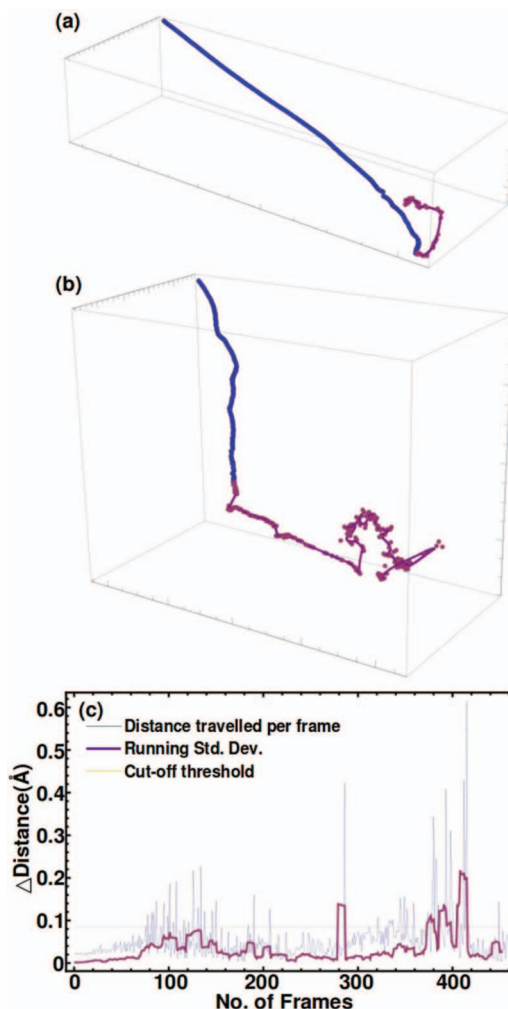 (a)
(b)
(c)
Distance travelled per frame
Running Std. Dev.
Cut-off threshold
0.6
0.5
0.4
0.3
0.2
0.1
0
△Distance(Å)
0 100 200 300 400
No. of Frames